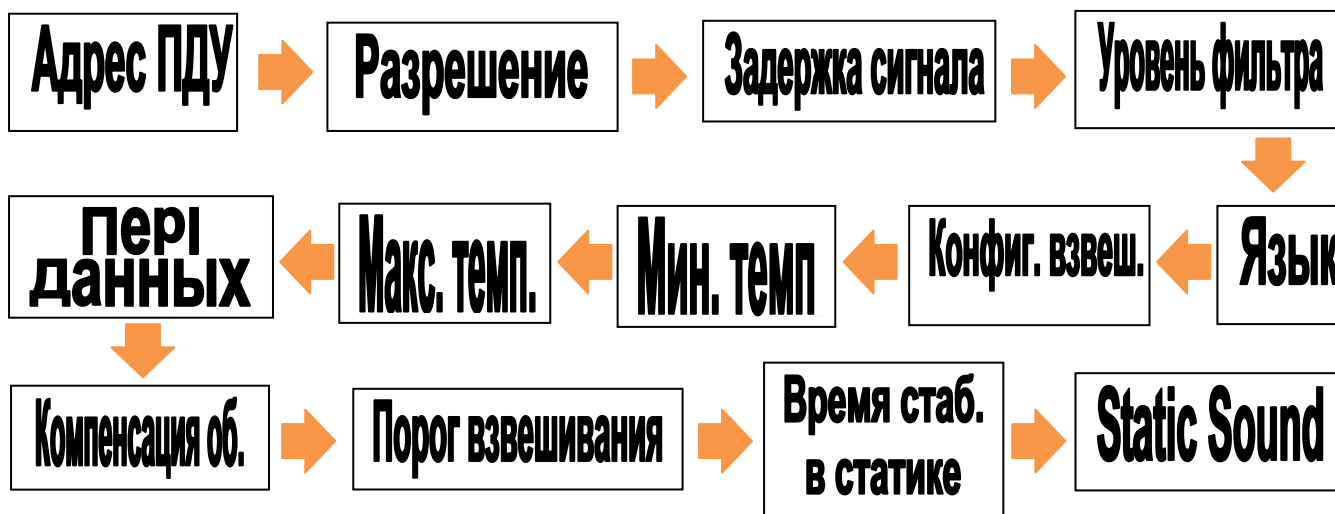 Адрес ПДУ
Разрешение
Задержка сигнала
Уровень фильтра
Язык
Конфиг. взвеш.
Мин. темп
Макс. темп.
пері
данных
Компенсация об.
Порог взвешивания
Время стаб.
в статике
Static Sound